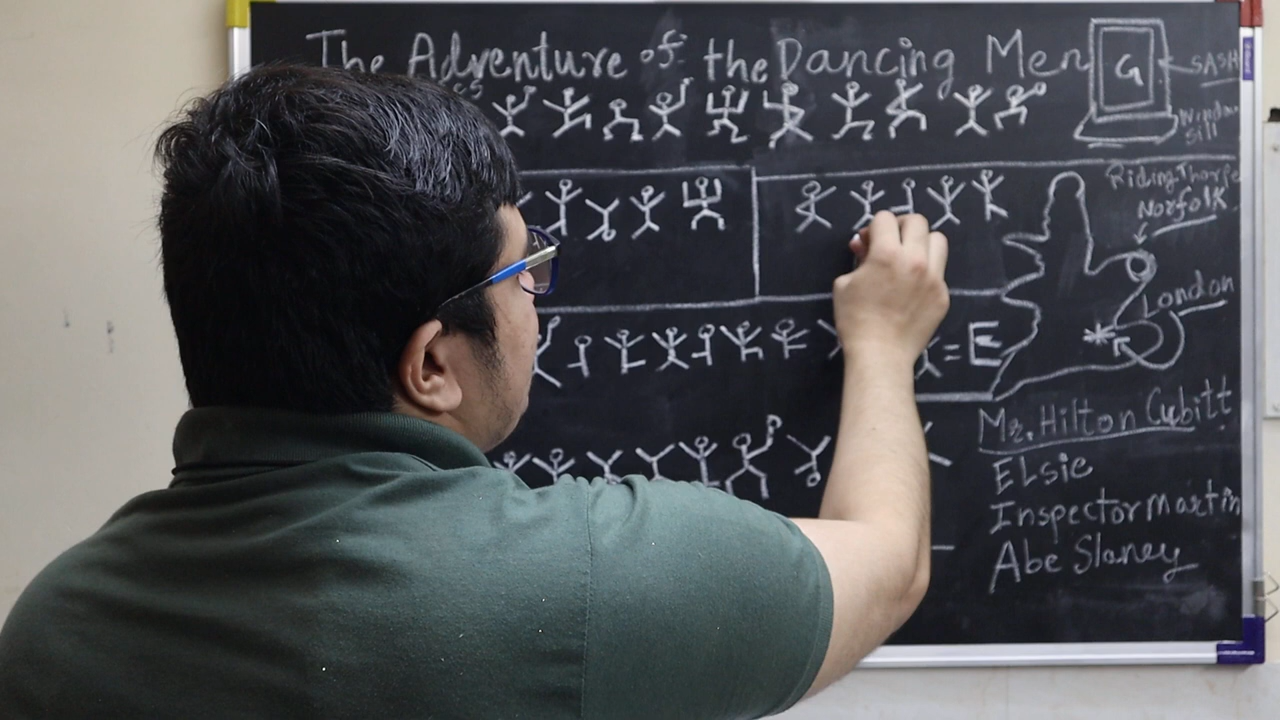 The Adventure of the Dancing Men
G
SASH
Window
sill
Riding Thorpe
Norfolk
London
= E
Mr. Hilton Cubitt
ELsie
Inspector Martin
Abe Slaney